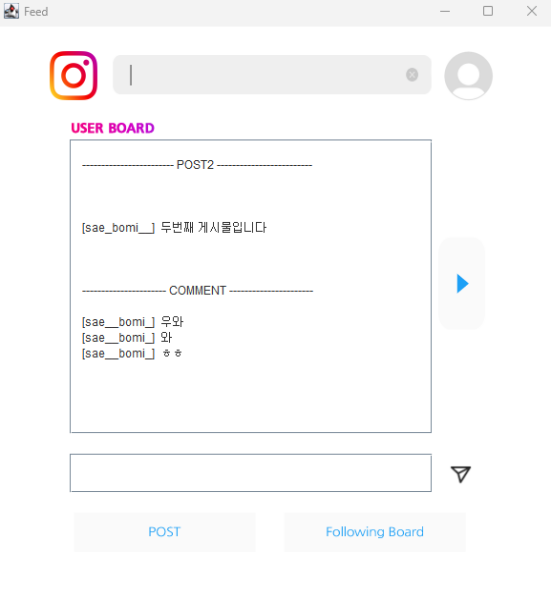 Feed
USER BOARD
------------------------ POST2 -------------------------
[sae_bomi__] 두번째 게시물입니다
---------------------- COMMENT ----------------------
[sae__bomi_] 우와
[sae__bomi_] 와
[sae__bomi_] ㅎㅎ
POST
Following Board